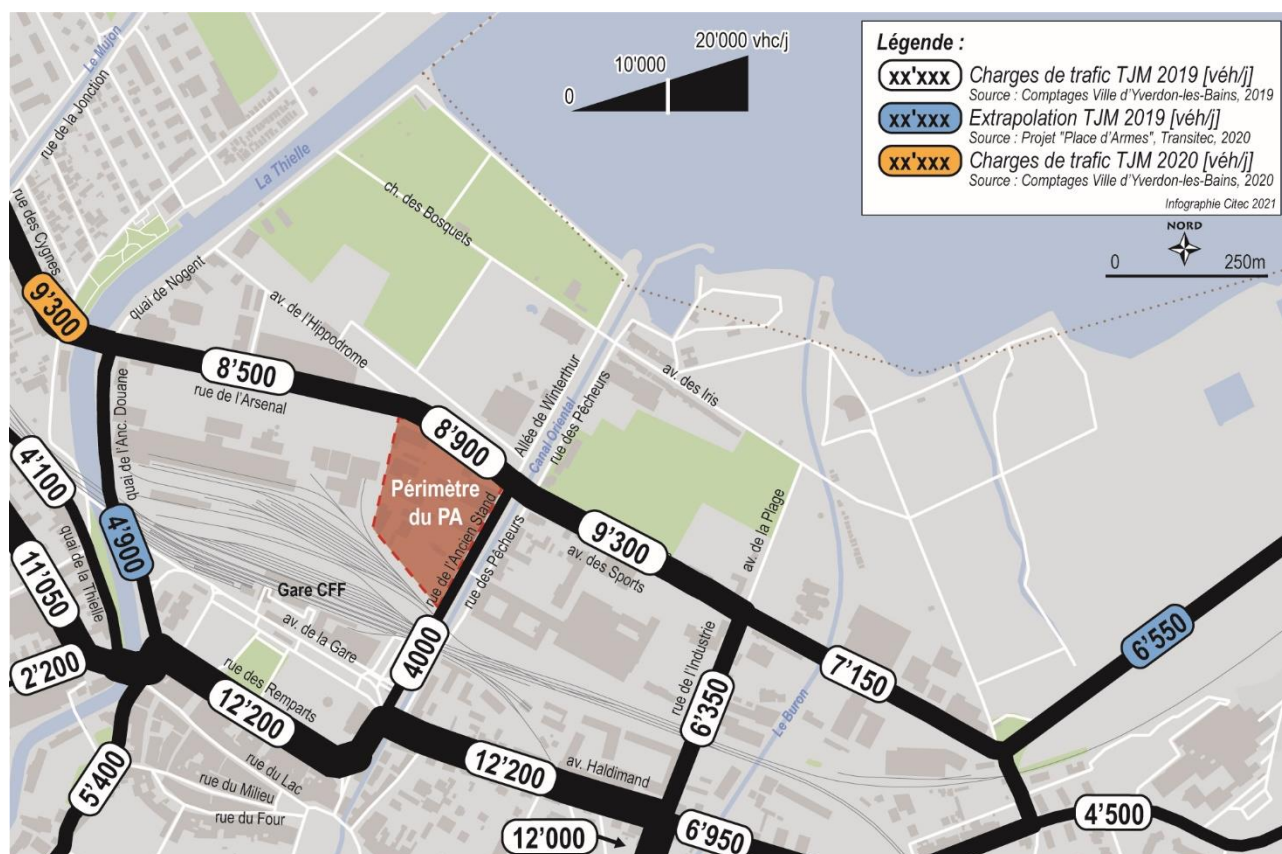 Légende :
xx'xxx Charges de trafic TJM 2019 [véh/j]
Source : Comptages Ville d'Yverdon-les-Bains, 2019
xx'xxx Extrapolation TJM 2019 [véh/j]
Source : Projet "Place d'Armes", Transitec, 2020
xx'xxx Charges de trafic TJM 2020 [véh/j]
Source : Comptages Ville d'Yverdon-les-Bains, 2020
Infographie Citec 2021
NORD
0 250m
20'000 vhc/j
10'000
0
Le Mujon
rue de la Jonction
La Thielle
rue des Cygnes
9'300
quai de Nogent
ch. des Bosquets
av. de l'Hippodrome
8'500
rue de l'Arsenal
8'900
Allée de Winterthur
Canal Oriental
rue des Pêcheurs
av. des Iris
quai de l'Anc. Douane
4'100
4'900
quai de la Thielle
11'050
2'200
5'400
Périmètre
du PA
rue de l'Ancien Stand
rue des Pêcheurs
4000
Gare CFF
av. de la Gare
rue des Remparts
12'200
rue du Lac
rue du Milieu
rue du Four
9'300
av. des Sports
av. de la Plage
rue de l'Industrie
6'350
Le Buron
7'150
6'550
12'200
av. Haldimand
12'000
6'950
4'500